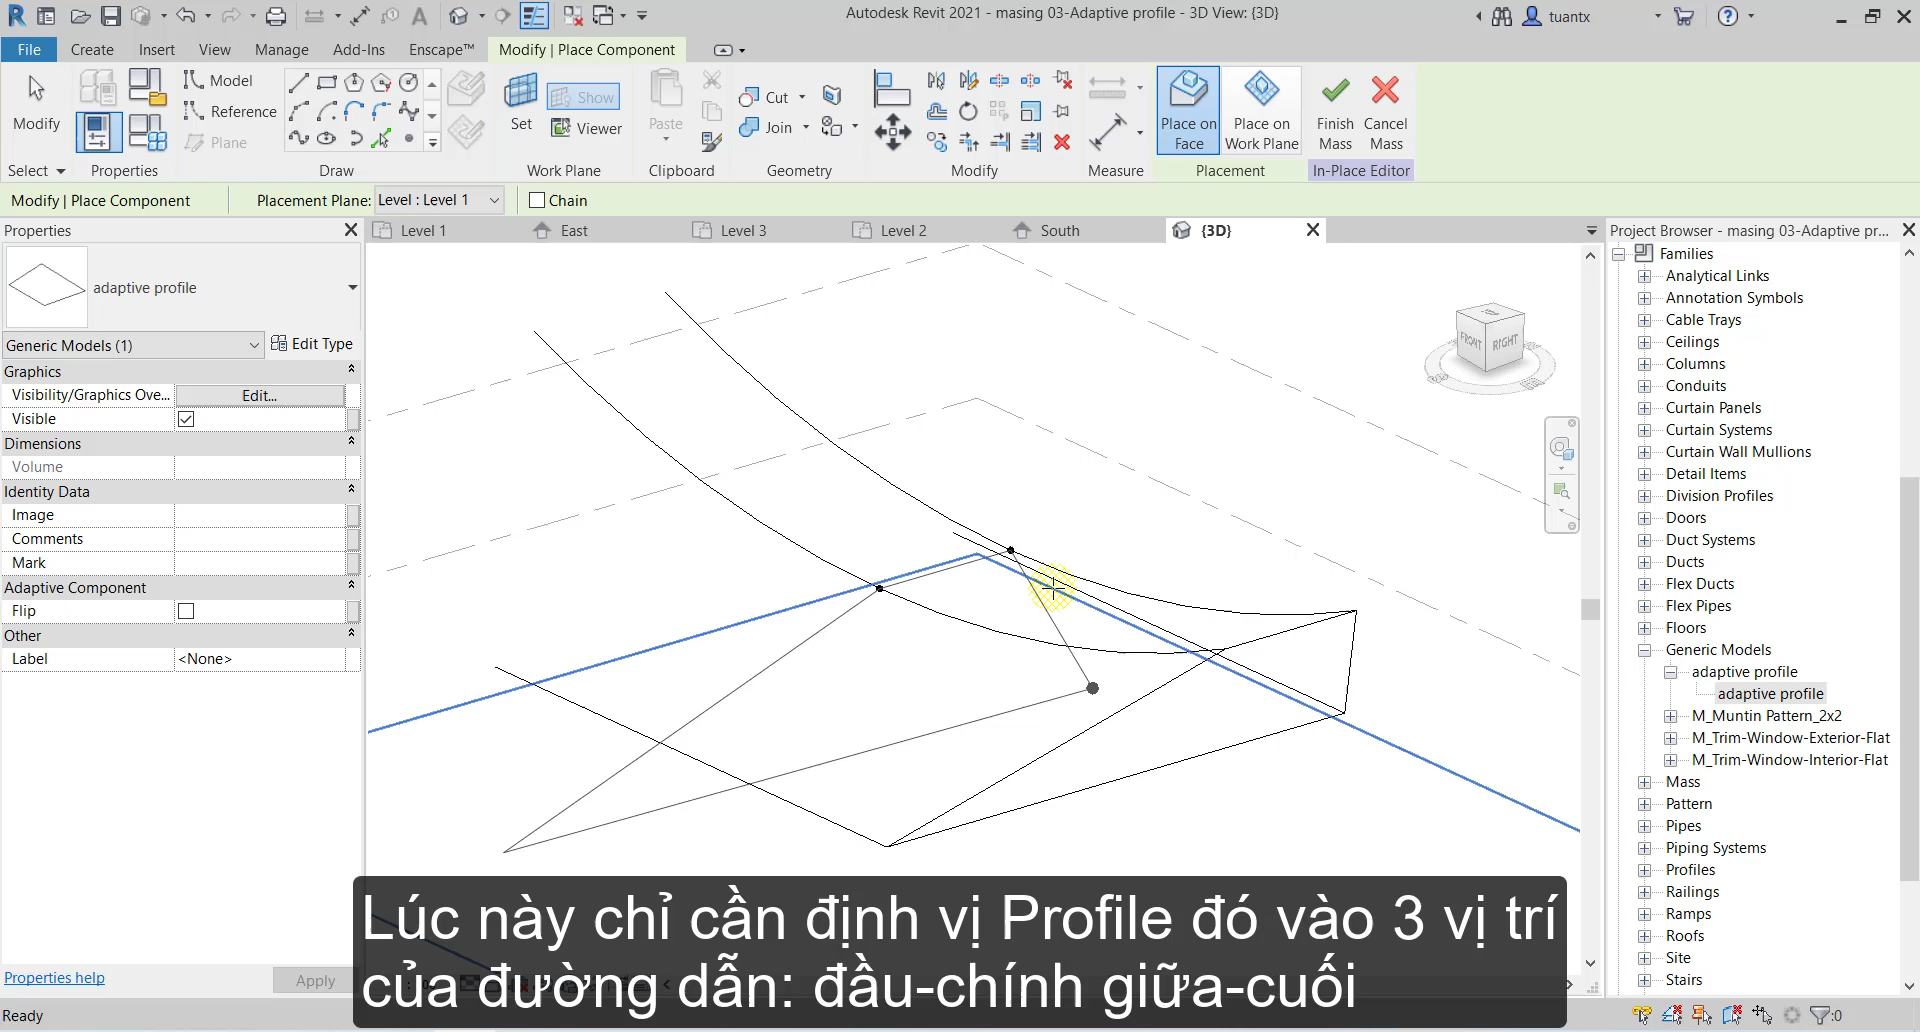 Autodesk Revit 2021 - masing 03-Adaptive profile - 3D View: {3D}
tuantx
File Create Insert View Manage Add-Ins Enscape™ Modify | Place Component
Model Reference Plane
Show Viewer
Cut Join
Modify Set Paste
Place on Face
Place on Work Plane
Finish Mass
Cancel Mass
Select Properties Draw Work Plane Clipboard Geometry Modify Measure Placement In-Place Editor
Modify | Place Component Placement Plane: Level : Level 1 Chain
Properties
Level 1 East Level 3 Level 2 South {3D}
Project Browser - masing 03-Adaptive pr...
adaptive profile
Generic Models (1) Edit Type
Graphics
Visibility/Graphics Ove... Edit...
Visible
Dimensions
Volume
Identity Data
Image
Comments
Mark
Adaptive Component
Flip
Other
Label <None>
Properties help Apply
Ready
FRONT RIGHT
Families
Analytical Links
Annotation Symbols
Cable Trays
Ceilings
Columns
Conduits
Curtain Panels
Curtain Systems
Curtain Wall Mullions
Detail Items
Division Profiles
Doors
Duct Systems
Ducts
Flex Ducts
Flex Pipes
Floors
Generic Models
adaptive profile
adaptive profile
M_Muntin Pattern_2x2
M_Trim-Window-Exterior-Flat
M_Trim-Window-Interior-Flat
Mass
Pattern
Pipes
Piping Systems
Profiles
Railings
Ramps
Roofs
Site
Stairs
:0
Lúc này chỉ cần định vị Profile đó vào 3 vị trí
của đường dẫn: đầu-chính giữa-cuối